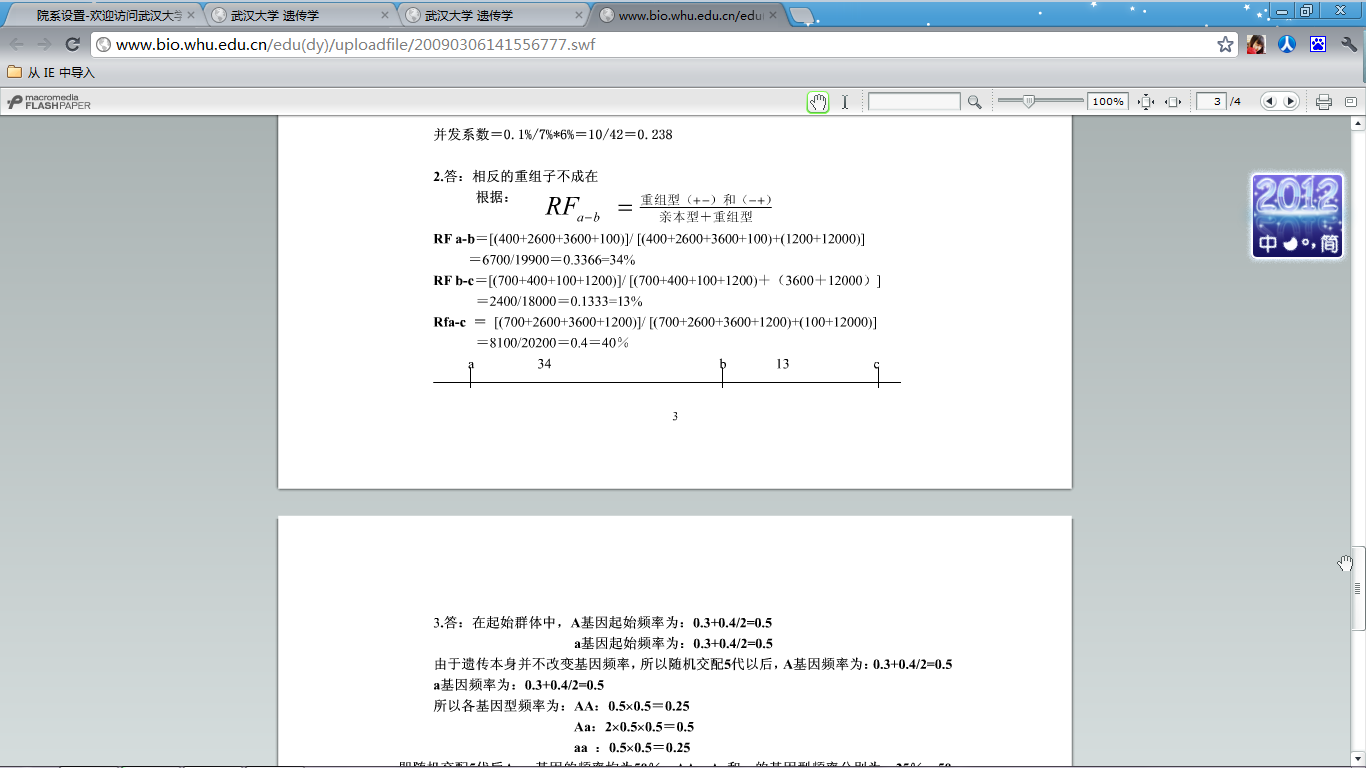 院系设置-欢迎访问武汉大学
武汉大学 遗传学
武汉大学 遗传学
www.bio.whu.edu.cn/edu
www.bio.whu.edu.cn/edu(dy)/uploadfile/20090306141556777.swf
从 IE 中导入
macromedia
FLASHPAPER
100%
3 /4
并发系数＝0.1%/7%*6%＝10/42＝0.238
2.答：相反的重组子不成在
根据：
RFa−b ＝ 重组型（+−）和（−+）
亲本型＋重组型
RF a-b＝[(400+2600+3600+100)]/ [(400+2600+3600+100)+(1200+12000)]
＝6700/19900＝0.3366=34%
RF b-c＝[(700+400+100+1200)]/ [(700+400+100+1200)＋（3600＋12000）]
＝2400/18000＝0.1333=13%
Rfa-c ＝ [(700+2600+3600+1200)]/ [(700+2600+3600+1200)+(100+12000)]
＝8100/20200＝0.4＝40％
a 34 b 13 c
3
2012
中 简
3.答：在起始群体中，A基因起始频率为：0.3+0.4/2=0.5
a基因起始频率为：0.3+0.4/2=0.5
由于遗传本身并不改变基因频率，所以随机交配5代以后，A基因频率为：0.3+0.4/2=0.5
a基因频率为：0.3+0.4/2=0.5
所以各基因型频率为：AA：0.5×0.5＝0.25
Aa：2×0.5×0.5＝0.5
aa ：0.5×0.5＝0.25